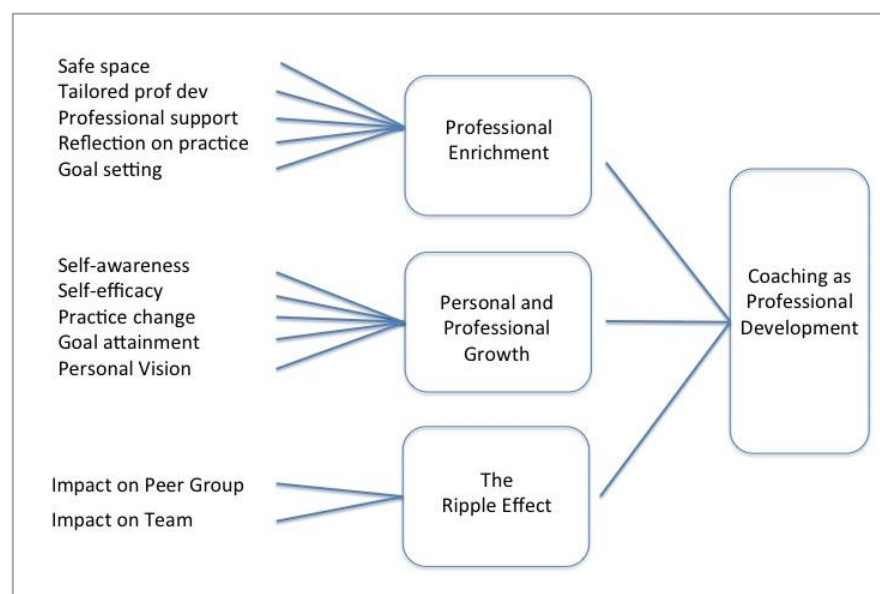 Safe space
Tailored prof dev
Professional support
Reflection on practice
Goal setting
Professional
Enrichment
Self-awareness
Self-efficacy
Practice change
Goal attainment
Personal Vision
Personal and
Professional
Growth
Impact on Peer Group
Impact on Team
The
Ripple Effect
Coaching as
Professional
Development